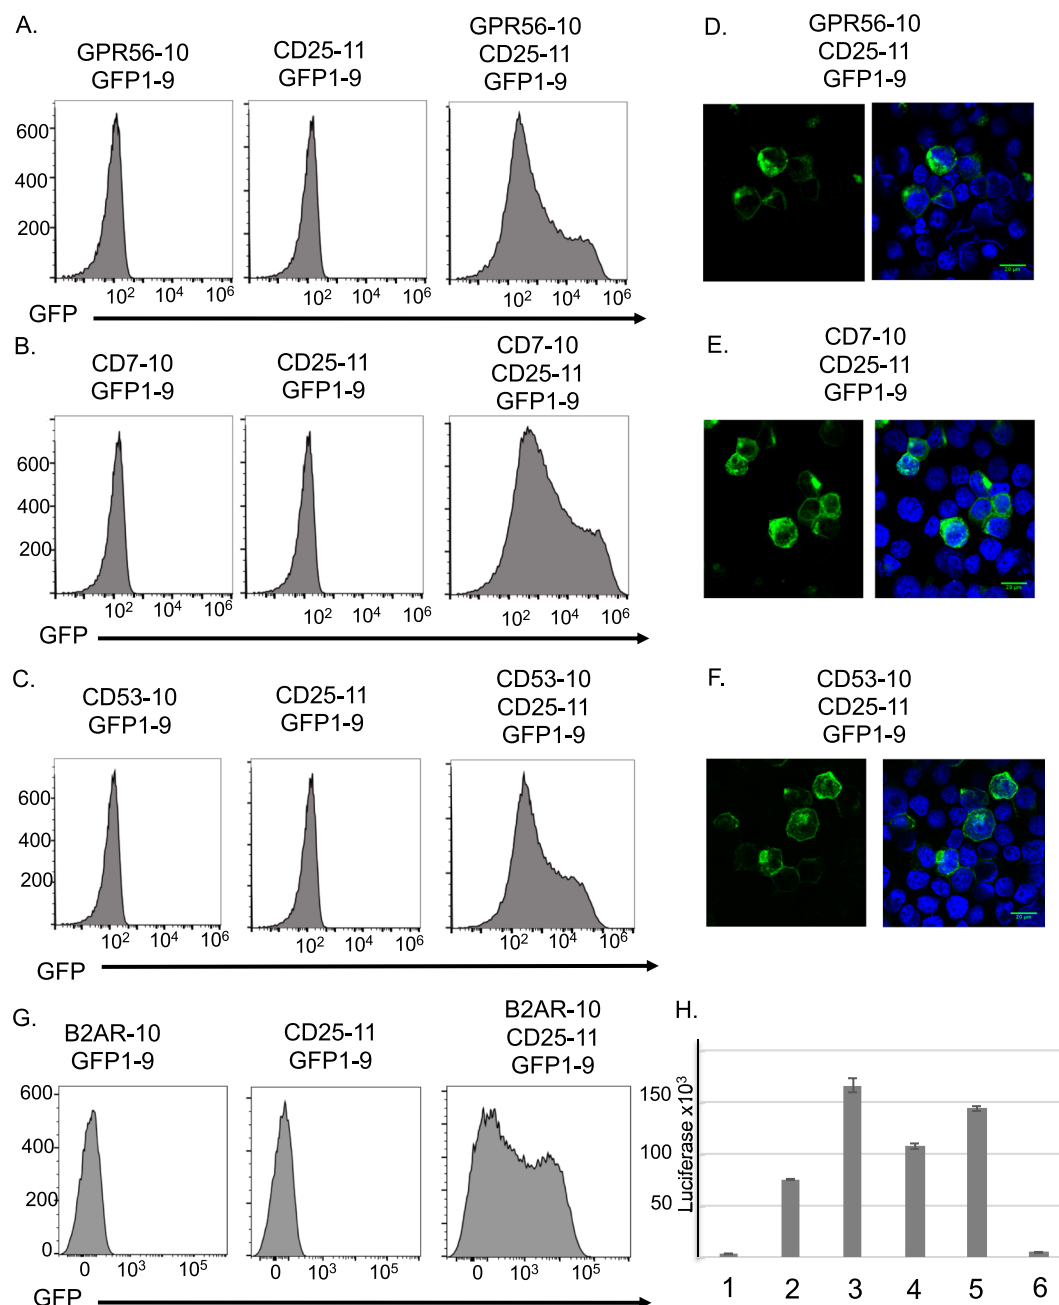 A.
GPR56-10
GFP1-9
CD25-11
GFP1-9
GPR56-10
CD25-11
GFP1-9
600
400
200
10² 10⁴ 10⁶
10² 10⁴ 10⁶
10² 10⁴ 10⁶
GFP
D.
GPR56-10
CD25-11
GFP1-9
20 µm
B.
CD7-10
GFP1-9
CD25-11
GFP1-9
CD7-10
CD25-11
GFP1-9
600
400
200
10² 10⁴ 10⁶
10² 10⁴ 10⁶
10² 10⁴ 10⁶
GFP
E.
CD7-10
CD25-11
GFP1-9
20 µm
C.
CD53-10
GFP1-9
CD25-11
GFP1-9
CD53-10
CD25-11
GFP1-9
600
400
200
10² 10⁴ 10⁶
10² 10⁴ 10⁶
10² 10⁴ 10⁶
GFP
F.
CD53-10
CD25-11
GFP1-9
20 µm
G.
B2AR-10
GFP1-9
CD25-11
GFP1-9
B2AR-10
CD25-11
GFP1-9
600
400
200
0
0 10³ 10⁵
0 10³ 10⁵
0 10³ 10⁵
GFP
H.
Luciferase x10³
150
100
50
1 2 3 4 5 6